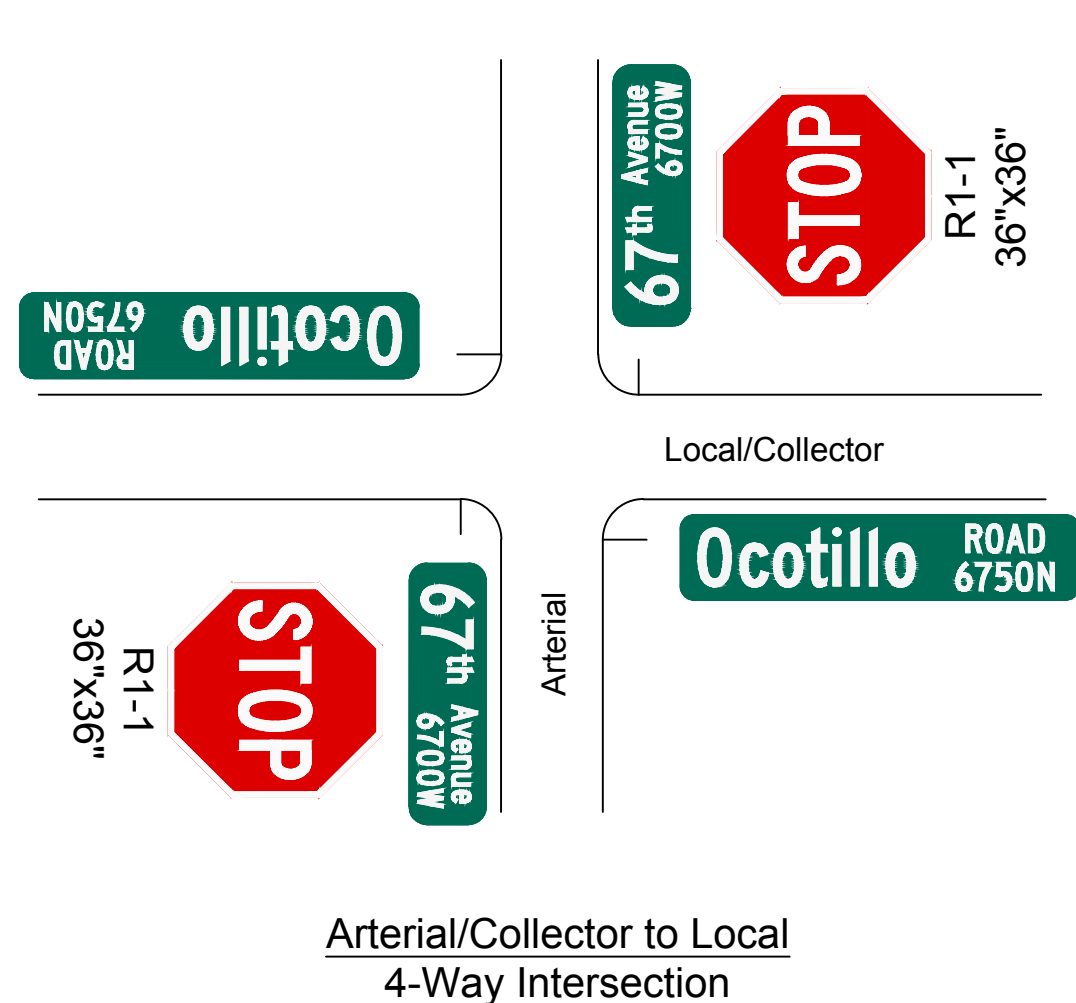 67th Avenue
6700W
STOP
R1-1
36"x36"
Ocotillo ROAD
6750N
Local/Collector
Ocotillo ROAD
6750N
Arterial
67th Avenue
6700W
STOP
R1-1
36"x36"
Arterial/Collector to Local
4-Way Intersection